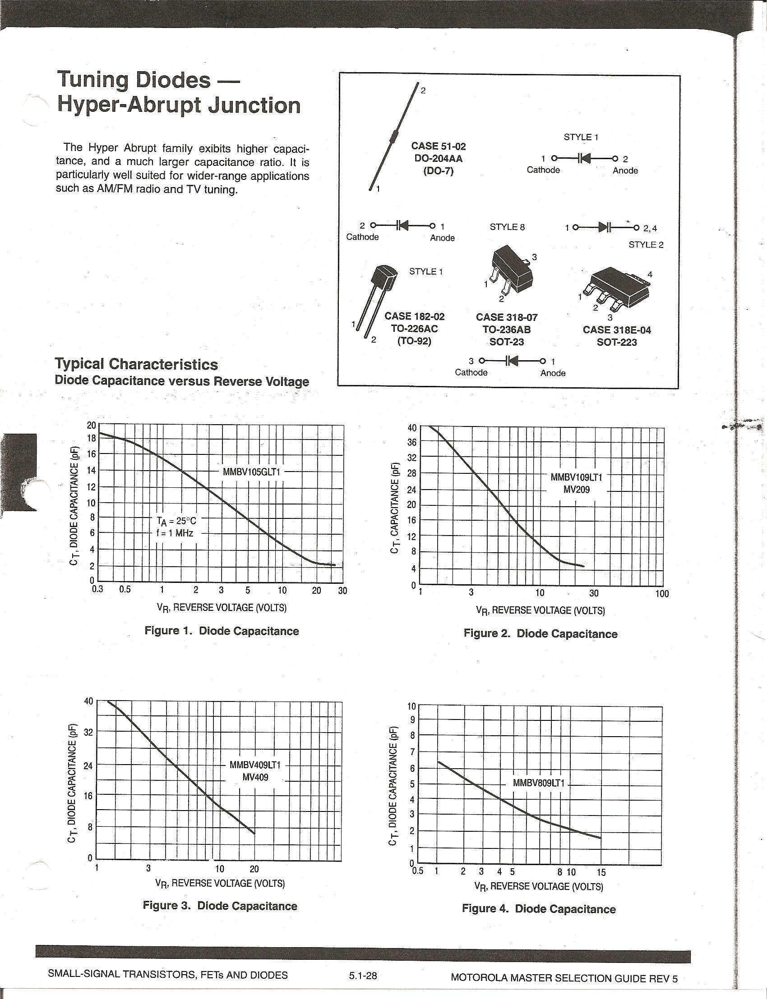 Tuning Diodes —
Hyper-Abrupt Junction
The Hyper Abrupt family exibits higher capaci-
tance, and a much larger capacitance ratio. It is
particularly well suited for wider-range applications
such as AM/FM radio and TV tuning.
2
1
CASE 51-02
DO-204AA
(DO-7)
STYLE 1
1 2
Cathode Anode
2 1
Cathode Anode
STYLE 8
1 2,4
STYLE 2
STYLE 1
1
2
CASE 182-02
TO-226AC
(TO-92)
3
1
2
CASE 318-07
TO-236AB
SOT-23
4
1
2
3
CASE 318E-04
SOT-223
3 1
Cathode Anode
Typical Characteristics
Diode Capacitance versus Reverse Voltage
CT, DIODE CAPACITANCE (pF)
20
18
16
14
12
10
8
6
4
2
0
MMBV105GLT1
TA = 25°C
f = 1 MHz
0.3 0.5 1 2 3 5 10 20 30
VR, REVERSE VOLTAGE (VOLTS)
Figure 1. Diode Capacitance
CT, CAPACITANCE (pF)
40
36
32
28
24
20
16
12
8
4
0
MMBV109LT1
MV209
1 3 10 30 100
VR, REVERSE VOLTAGE (VOLTS)
Figure 2. Diode Capacitance
CT, DIODE CAPACITANCE (pF)
40
32
24
16
8
0
MMBV409LT1
MV409
1 3 10 20
VR, REVERSE VOLTAGE (VOLTS)
Figure 3. Diode Capacitance
CT, DIODE CAPACITANCE (pF)
10
9
8
7
6
5
4
3
2
1
0
MMBV809LT1
0.5 1 2 3 4 5 8 10 15
VR, REVERSE VOLTAGE (VOLTS)
Figure 4. Diode Capacitance
SMALL-SIGNAL TRANSISTORS, FETs AND DIODES 5.1-28 MOTOROLA MASTER SELECTION GUIDE REV 5